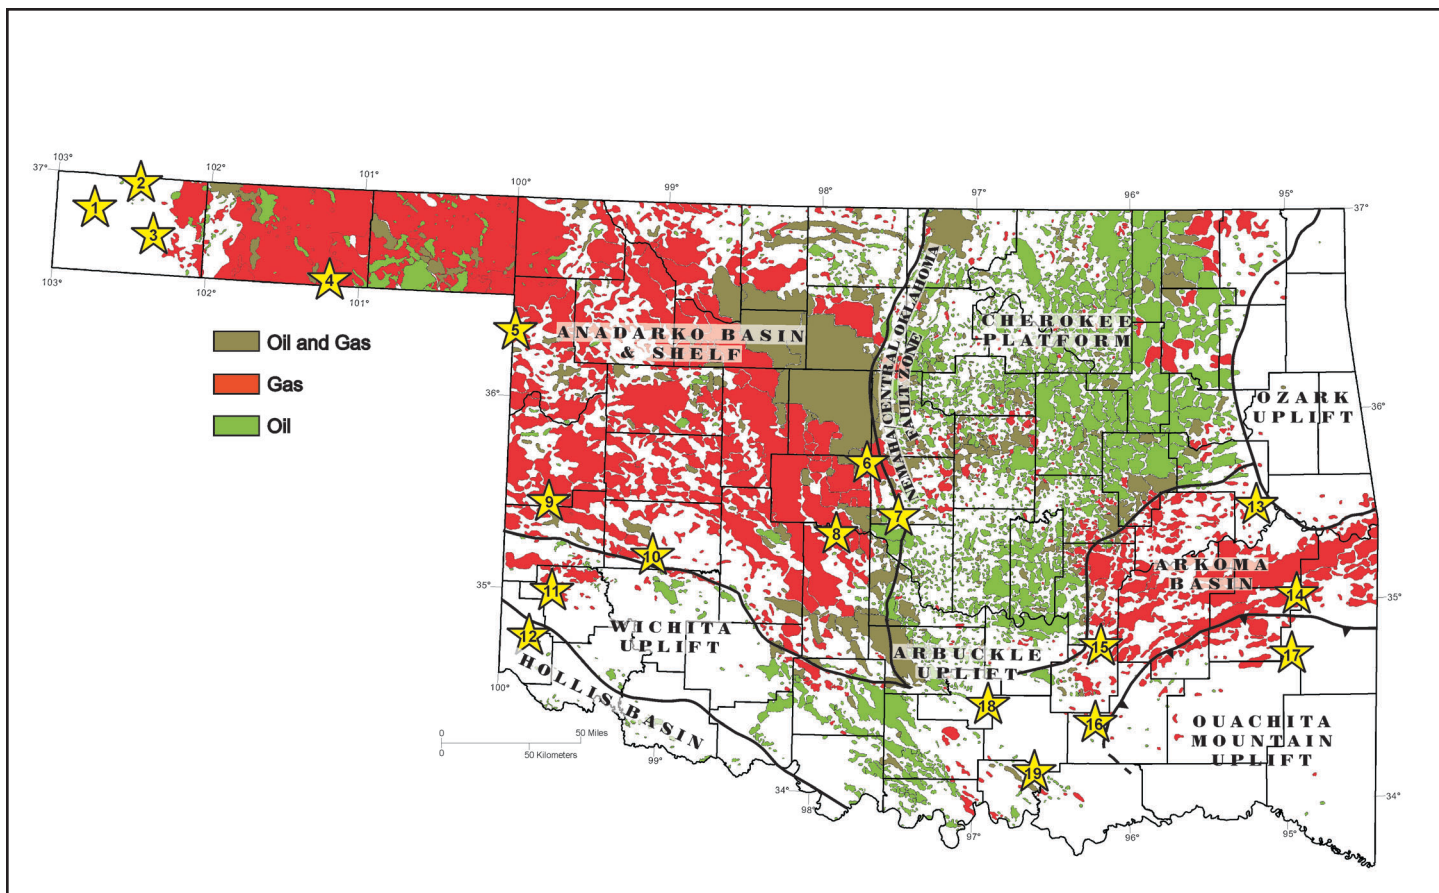 103°
37°
102°
101°
100°
99°
98°
97°
96°
95°
37°
2
1
3
4
103°
102°
101°
Oil and Gas
Gas
Oil
5
ANADARKO BASIN
& SHELF
NEMAHA CENTRAL OKLAHOMA
FAULT ZONE
CHEROKEE
PLATFORM
OZARK
UPLIFT
36°
36°
6
7
8
9
10
11
12
13
ARKOMA
BASIN
14
35°
35°
WICHITA
UPLIFT
ARBUCKLE
UPLIFT
15
17
HOLLIS BASIN
100°
18
16
OUACHITA
MOUNTAIN
UPLIFT
0 50 Miles
0 50 Kilometers
99°
19
34°
98°
34°
97°
96°
95°